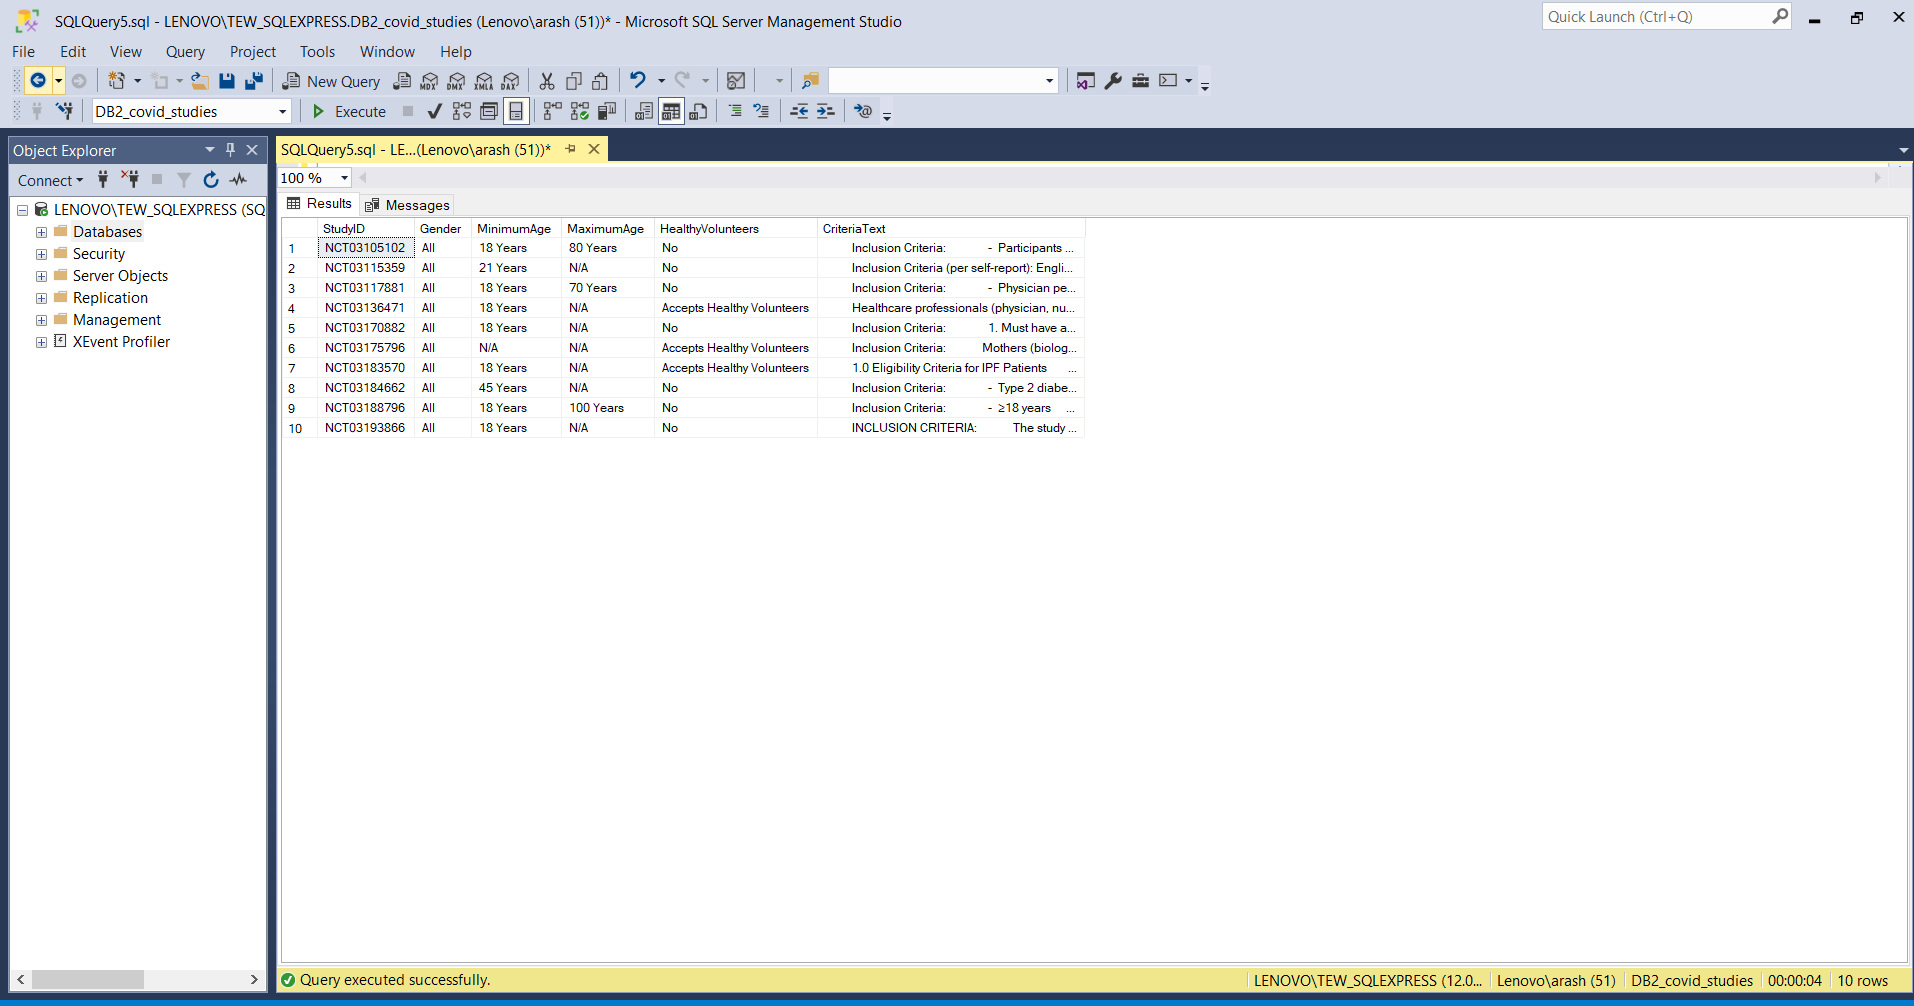 SQLQuery5.sql - LENOVO\TEW_SQLEXPRESS.DB2_covid_studies (Lenovo\arash (51))* - Microsoft SQL Server Management Studio
Quick Launch (Ctrl+Q)
File Edit View Query Project Tools Window Help
New Query MDX DMX XMLA DAX
DB2_covid_studies Execute
Object Explorer
SQLQuery5.sql - LE...(Lenovo\arash (51))*
Connect
100 %
Results Messages
LENOVO\TEW_SQLEXPRESS (SQ
Databases
Security
Server Objects
Replication
Management
XEvent Profiler
StudyID Gender MinimumAge MaximumAge HealthyVolunteers CriteriaText
1 NCT03105102 All 18 Years 80 Years No Inclusion Criteria: - Participants ...
2 NCT03115359 All 21 Years N/A No Inclusion Criteria (per self-report): Engli...
3 NCT03117881 All 18 Years 70 Years No Inclusion Criteria: - Physician pe...
4 NCT03136471 All 18 Years N/A Accepts Healthy Volunteers Healthcare professionals (physician, nu...
5 NCT03170882 All 18 Years N/A No Inclusion Criteria: 1. Must have a...
6 NCT03175796 All N/A N/A Accepts Healthy Volunteers Inclusion Criteria: Mothers (biolog...
7 NCT03183570 All 18 Years N/A Accepts Healthy Volunteers 1.0 Eligibility Criteria for IPF Patients ...
8 NCT03184662 All 45 Years N/A No Inclusion Criteria: - Type 2 diabe...
9 NCT03188796 All 18 Years 100 Years No Inclusion Criteria: - ≥18 years ...
10 NCT03193866 All 18 Years N/A No INCLUSION CRITERIA: The study ...
Query executed successfully.
LENOVO\TEW_SQLEXPRESS (12.0... Lenovo\arash (51) DB2_covid_studies 00:00:04 10 rows